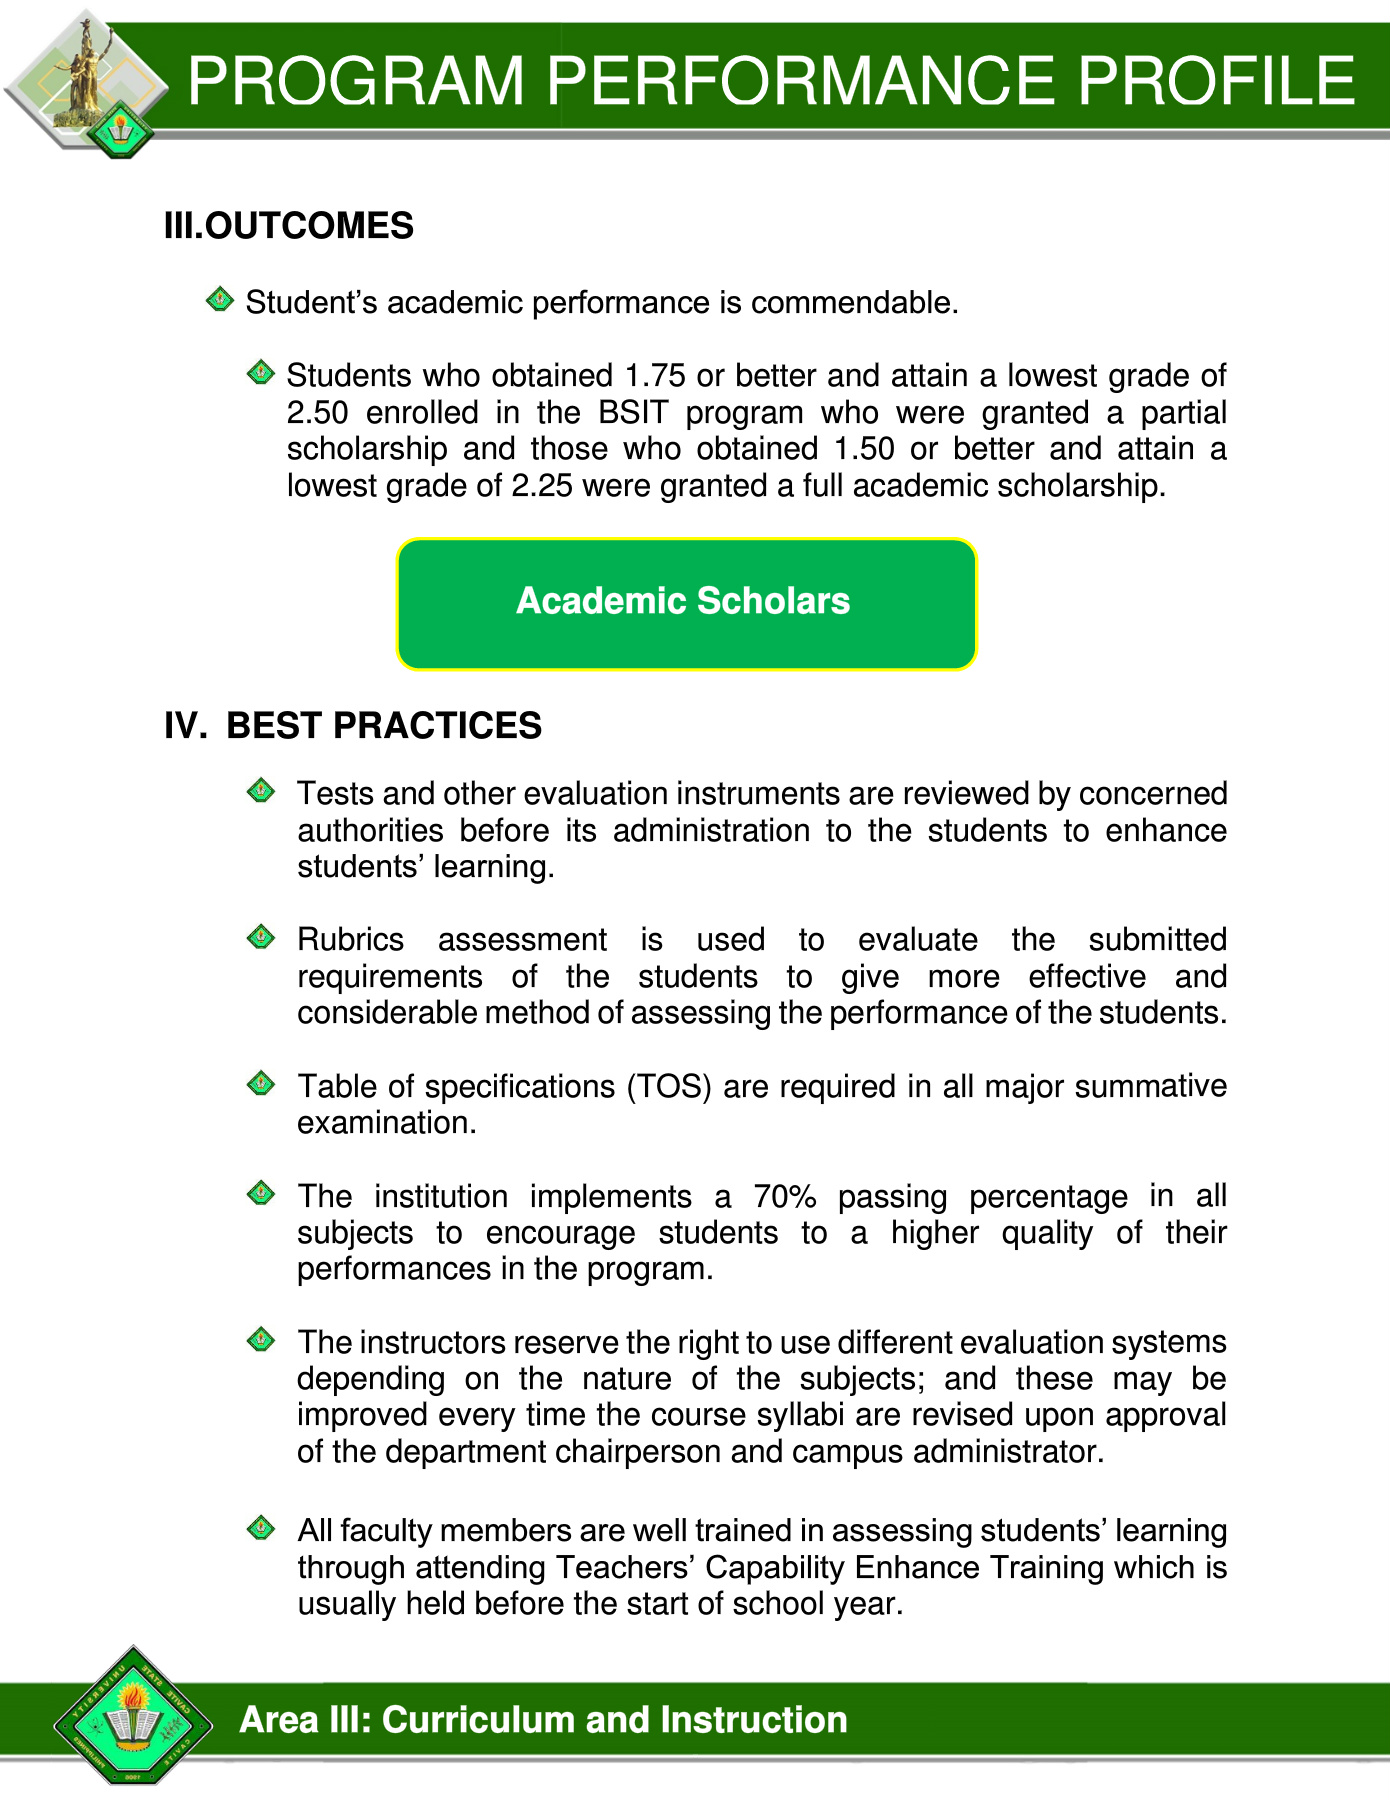 PROGRAM PERFORMANCE PROFILE
III.OUTCOMES
Student’s academic performance is commendable.
Students who obtained 1.75 or better and attain a lowest grade of
2.50 enrolled in the BSIT program who were granted a partial
scholarship and those who obtained 1.50 or better and attain a
lowest grade of 2.25 were granted a full academic scholarship.
Academic Scholars
IV. BEST PRACTICES
Tests and other evaluation instruments are reviewed by concerned
authorities before its administration to the students to enhance
students’ learning.
Rubrics assessment is used to evaluate the submitted
requirements of the students to give more effective and
considerable method of assessing the performance of the students.
Table of specifications (TOS) are required in all major summative
examination.
The institution implements a 70% passing percentage in all
subjects to encourage students to a higher quality of their
performances in the program.
The instructors reserve the right to use different evaluation systems
depending on the nature of the subjects; and these may be
improved every time the course syllabi are revised upon approval
of the department chairperson and campus administrator.
All faculty members are well trained in assessing students’ learning
through attending Teachers’ Capability Enhance Training which is
usually held before the start of school year.
CAVITE STATE UNIVERSITY
CAVITE
PHILIPPINES
Area III: Curriculum and Instruction